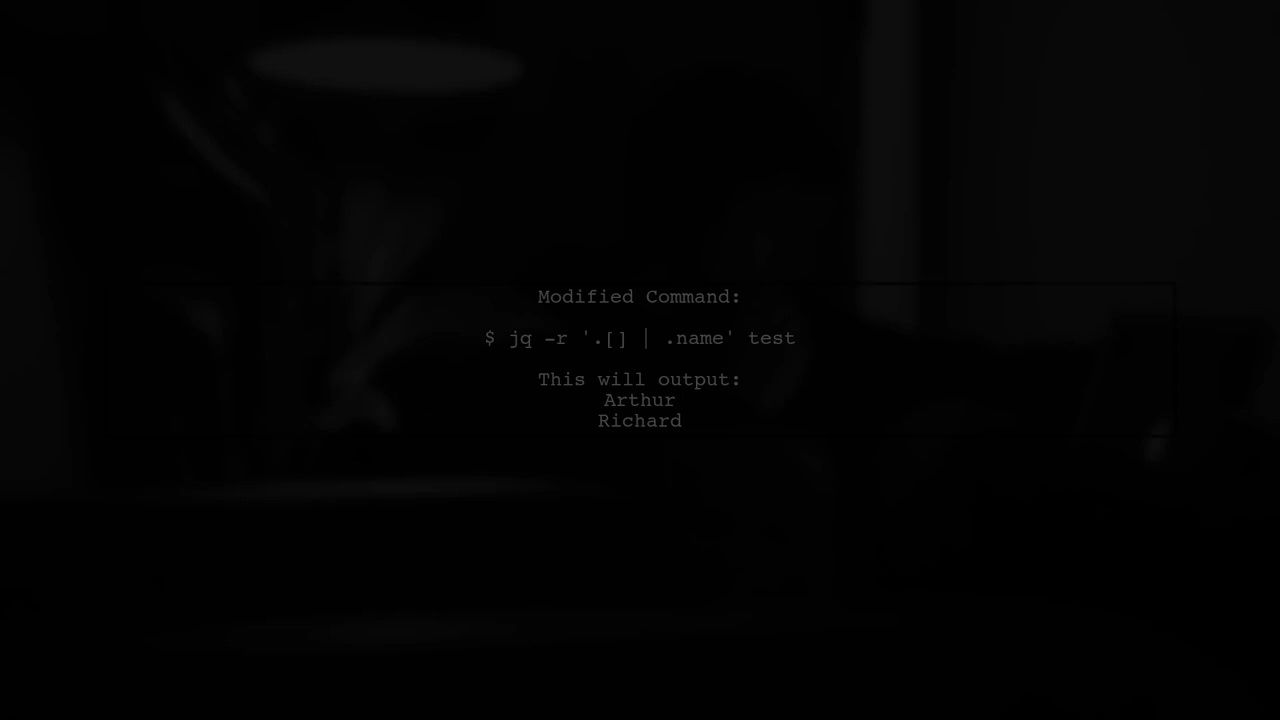 Modified Command:
$ jq -r '.[] | .name' test
This will output:
Arthur
Richard